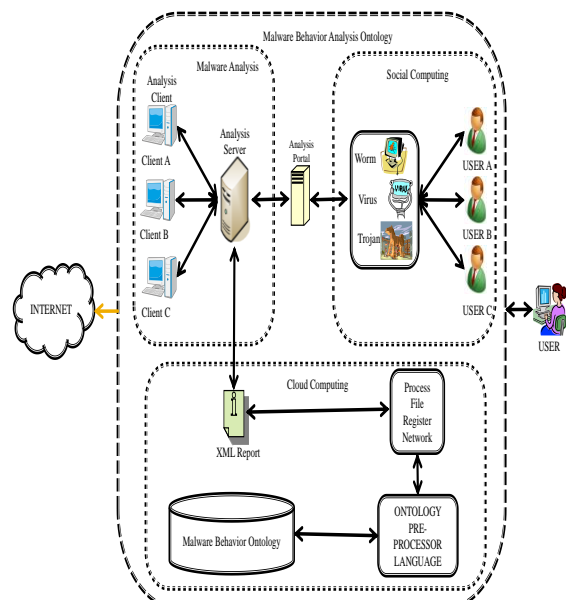 Malware Behavior Analysis Ontology
Malware Analysis
Social Computing
Analysis
Client
Analysis
Server
Analysis
Portal
Client A
Client B
Client C
Worm
VIRUS
Virus
Trojan
USER A
USER B
USER C
INTERNET
USER
Cloud Computing
i
XML Report
Process
File
Register
Network
Malware Behavior Ontology
ONTOLOGY
PRE-
PROCESSOR
LANGUAGE